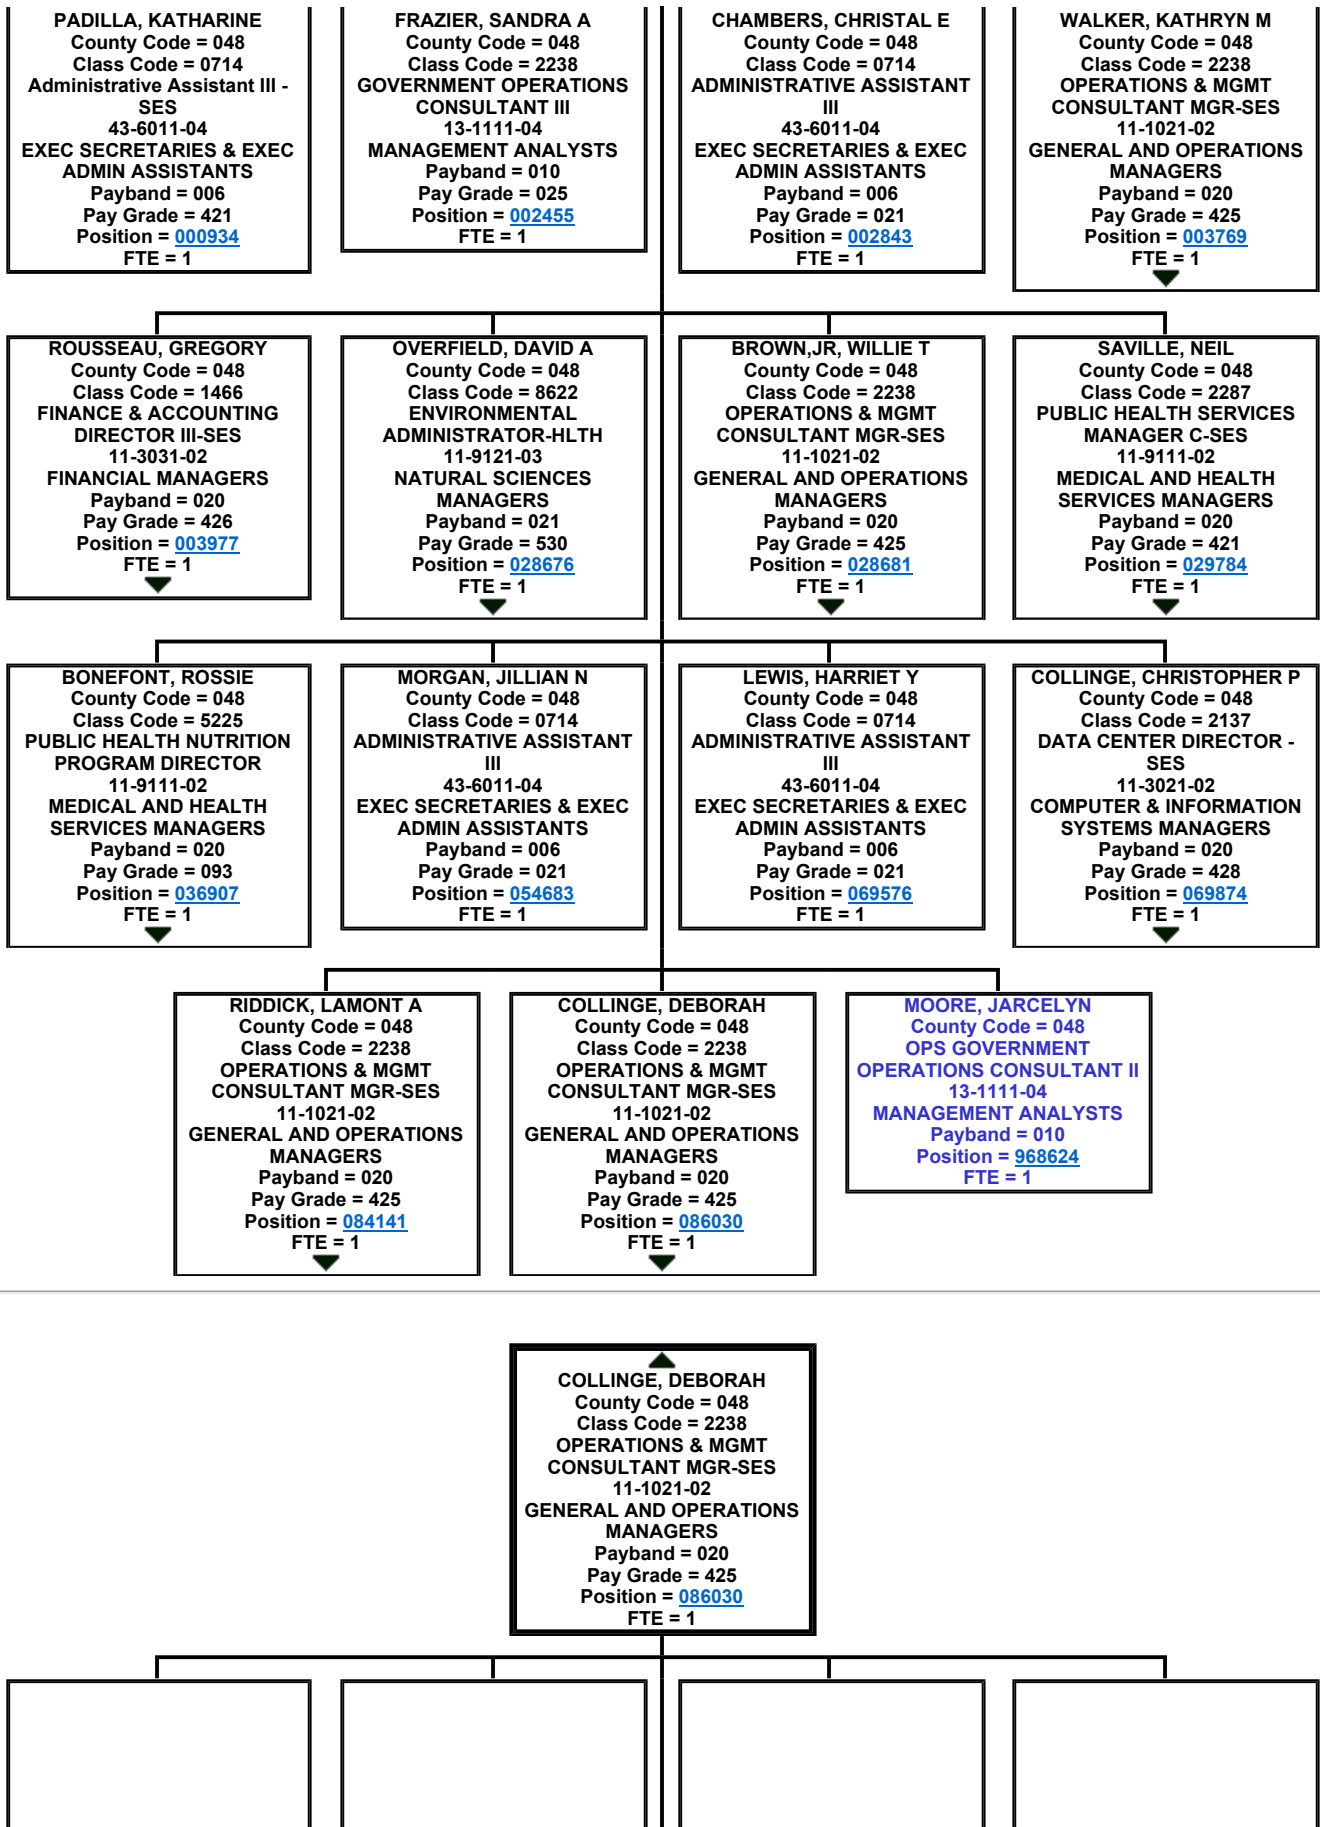 PADILLA, KATHARINE
County Code = 048
Class Code = 0714
Administrative Assistant III -
SES
43-6011-04
EXEC SECRETARIES & EXEC
ADMIN ASSISTANTS
Payband = 006
Pay Grade = 421
Position = 000934
FTE = 1
FRAZIER, SANDRA A
County Code = 048
Class Code = 2238
GOVERNMENT OPERATIONS
CONSULTANT III
13-1111-04
MANAGEMENT ANALYSTS
Payband = 010
Pay Grade = 025
Position = 002455
FTE = 1
CHAMBERS, CHRISTAL E
County Code = 048
Class Code = 0714
ADMINISTRATIVE ASSISTANT
III
43-6011-04
EXEC SECRETARIES & EXEC
ADMIN ASSISTANTS
Payband = 006
Pay Grade = 021
Position = 002843
FTE = 1
WALKER, KATHRYN M
County Code = 048
Class Code = 2238
OPERATIONS & MGMT
CONSULTANT MGR-SES
11-1021-02
GENERAL AND OPERATIONS
MANAGERS
Payband = 020
Pay Grade = 425
Position = 003769
FTE = 1
ROUSSEAU, GREGORY
County Code = 048
Class Code = 1466
FINANCE & ACCOUNTING
DIRECTOR III-SES
11-3031-02
FINANCIAL MANAGERS
Payband = 020
Pay Grade = 426
Position = 003977
FTE = 1
OVERFIELD, DAVID A
County Code = 048
Class Code = 8622
ENVIRONMENTAL
ADMINISTRATOR-HLTH
11-9121-03
NATURAL SCIENCES
MANAGERS
Payband = 021
Pay Grade = 530
Position = 028676
FTE = 1
BROWN,JR, WILLIE T
County Code = 048
Class Code = 2238
OPERATIONS & MGMT
CONSULTANT MGR-SES
11-1021-02
GENERAL AND OPERATIONS
MANAGERS
Payband = 020
Pay Grade = 425
Position = 028681
FTE = 1
SAVILLE, NEIL
County Code = 048
Class Code = 2287
PUBLIC HEALTH SERVICES
MANAGER C-SES
11-9111-02
MEDICAL AND HEALTH
SERVICES MANAGERS
Payband = 020
Pay Grade = 421
Position = 029784
FTE = 1
BONEFONT, ROSSIE
County Code = 048
Class Code = 5225
PUBLIC HEALTH NUTRITION
PROGRAM DIRECTOR
11-9111-02
MEDICAL AND HEALTH
SERVICES MANAGERS
Payband = 020
Pay Grade = 093
Position = 036907
FTE = 1
MORGAN, JILLIAN N
County Code = 048
Class Code = 0714
ADMINISTRATIVE ASSISTANT
III
43-6011-04
EXEC SECRETARIES & EXEC
ADMIN ASSISTANTS
Payband = 006
Pay Grade = 021
Position = 054683
FTE = 1
LEWIS, HARRIET Y
County Code = 048
Class Code = 0714
ADMINISTRATIVE ASSISTANT
III
43-6011-04
EXEC SECRETARIES & EXEC
ADMIN ASSISTANTS
Payband = 006
Pay Grade = 021
Position = 069576
FTE = 1
COLLINGE, CHRISTOPHER P
County Code = 048
Class Code = 2137
DATA CENTER DIRECTOR -
SES
11-3021-02
COMPUTER & INFORMATION
SYSTEMS MANAGERS
Payband = 020
Pay Grade = 428
Position = 069874
FTE = 1
RIDDICK, LAMONT A
County Code = 048
Class Code = 2238
OPERATIONS & MGMT
CONSULTANT MGR-SES
11-1021-02
GENERAL AND OPERATIONS
MANAGERS
Payband = 020
Pay Grade = 425
Position = 084141
FTE = 1
COLLINGE, DEBORAH
County Code = 048
Class Code = 2238
OPERATIONS & MGMT
CONSULTANT MGR-SES
11-1021-02
GENERAL AND OPERATIONS
MANAGERS
Payband = 020
Pay Grade = 425
Position = 086030
FTE = 1
MOORE, JARCELYN
County Code = 048
OPS GOVERNMENT
OPERATIONS CONSULTANT II
13-1111-04
MANAGEMENT ANALYSTS
Payband = 010
Position = 968624
FTE = 1
COLLINGE, DEBORAH
County Code = 048
Class Code = 2238
OPERATIONS & MGMT
CONSULTANT MGR-SES
11-1021-02
GENERAL AND OPERATIONS
MANAGERS
Payband = 020
Pay Grade = 425
Position = 086030
FTE = 1